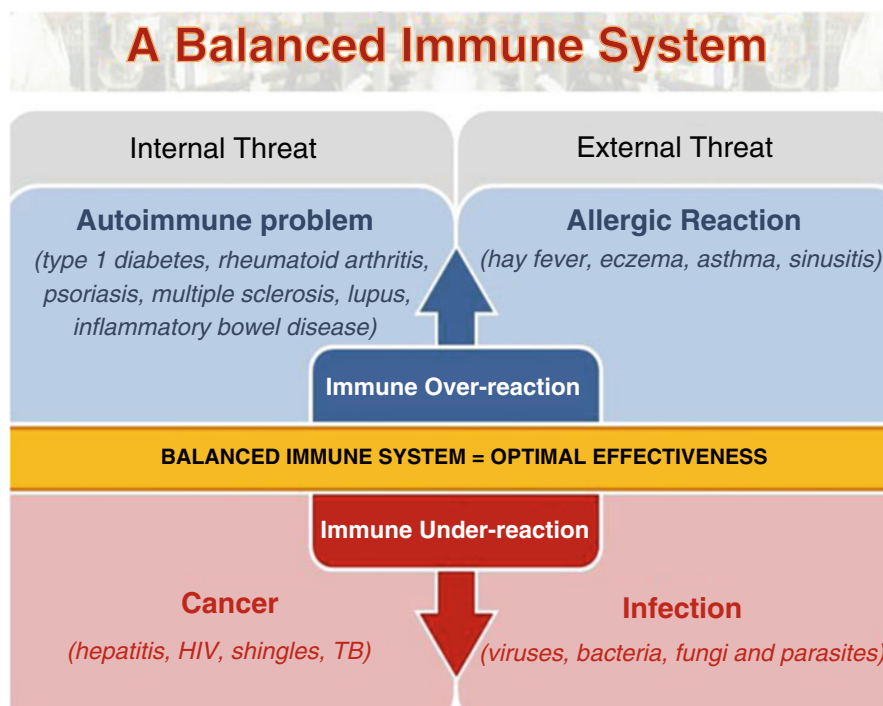 A Balanced Immune System
Internal Threat
External Threat
Autoimmune problem
(type 1 diabetes, rheumatoid arthritis,
psoriasis, multiple sclerosis, lupus,
inflammatory bowel disease)
Allergic Reaction
(hay fever, eczema, asthma, sinusitis)
Immune Over-reaction
BALANCED IMMUNE SYSTEM = OPTIMAL EFFECTIVENESS
Immune Under-reaction
Cancer
(hepatitis, HIV, shingles, TB)
Infection
(viruses, bacteria, fungi and parasites)